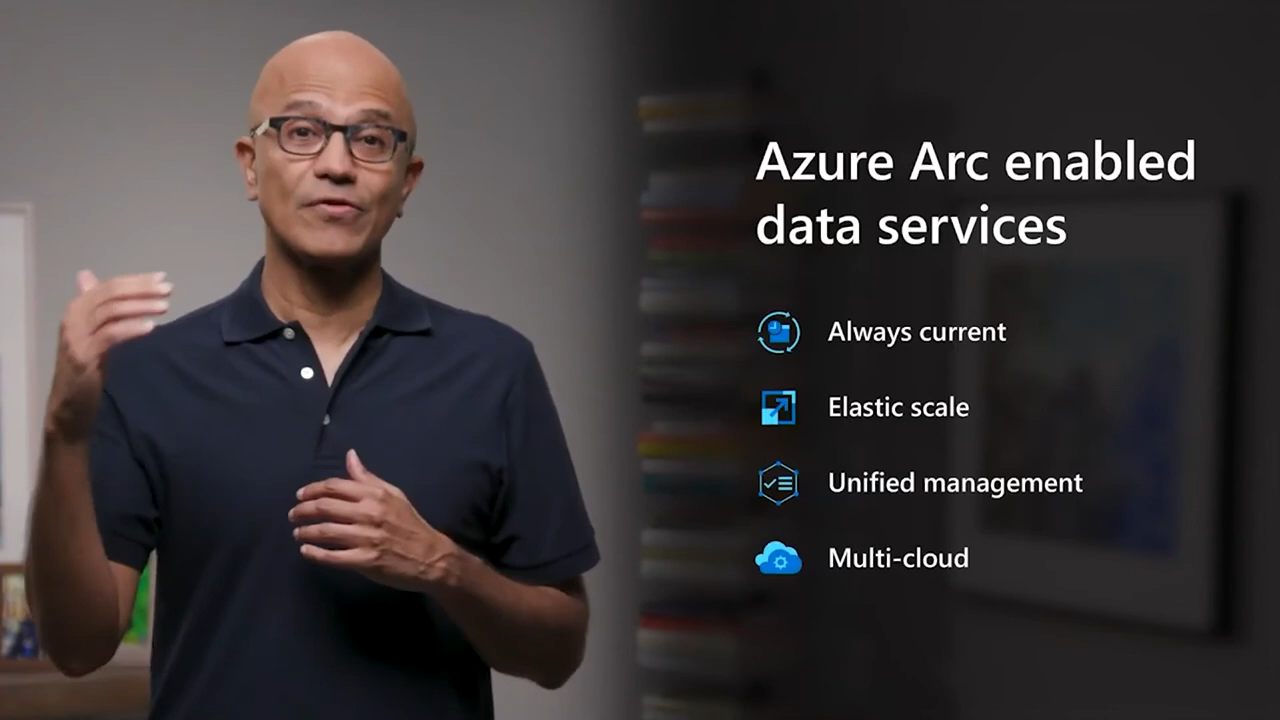 Azure Arc enabled
data services
Always current
Elastic scale
Unified management
Multi-cloud